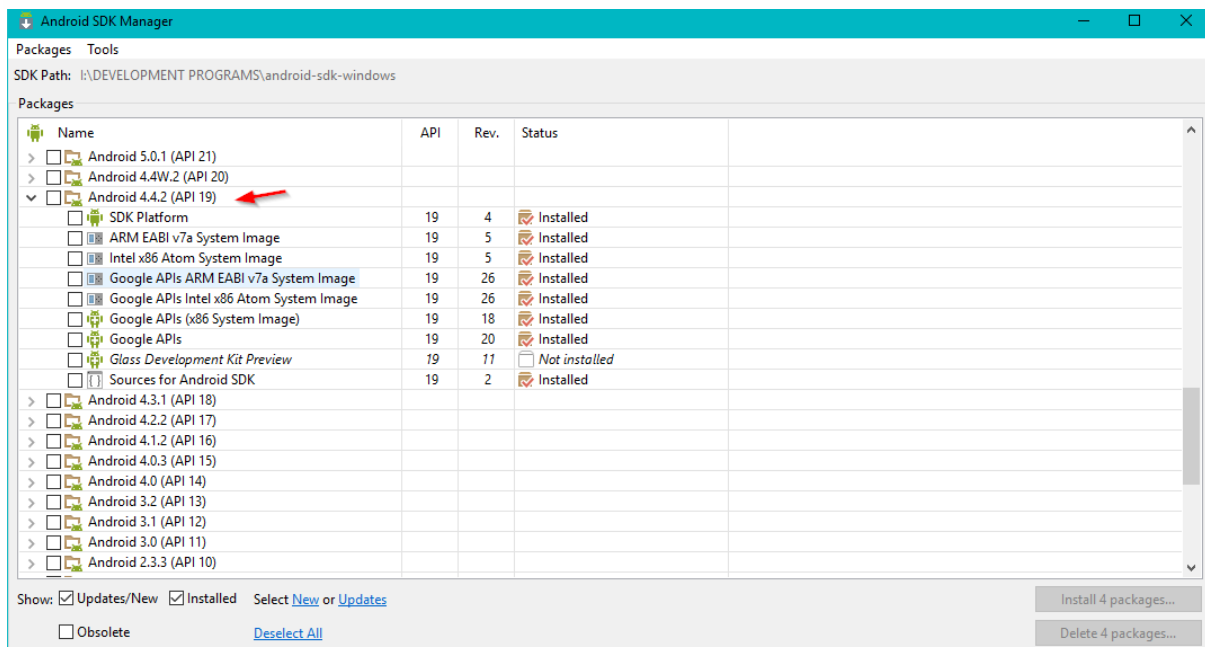 Android SDK Manager
Packages Tools
SDK Path: I:\DEVELOPMENT PROGRAMS\android-sdk-windows
Packages
Name API Rev. Status
Android 5.0.1 (API 21)
Android 4.4W.2 (API 20)
Android 4.4.2 (API 19)
SDK Platform 19 4 Installed
ARM EABI v7a System Image 19 5 Installed
Intel x86 Atom System Image 19 5 Installed
Google APIs ARM EABI v7a System Image 19 26 Installed
Google APIs Intel x86 Atom System Image 19 26 Installed
Google APIs (x86 System Image) 19 18 Installed
Google APIs 19 20 Installed
Glass Development Kit Preview 19 11 Not installed
Sources for Android SDK 19 2 Installed
Android 4.3.1 (API 18)
Android 4.2.2 (API 17)
Android 4.1.2 (API 16)
Android 4.0.3 (API 15)
Android 4.0 (API 14)
Android 3.2 (API 13)
Android 3.1 (API 12)
Android 3.0 (API 11)
Android 2.3.3 (API 10)
Show: Updates/New Installed Select New or Updates Install 4 packages...
Obsolete Deselect All Delete 4 packages...